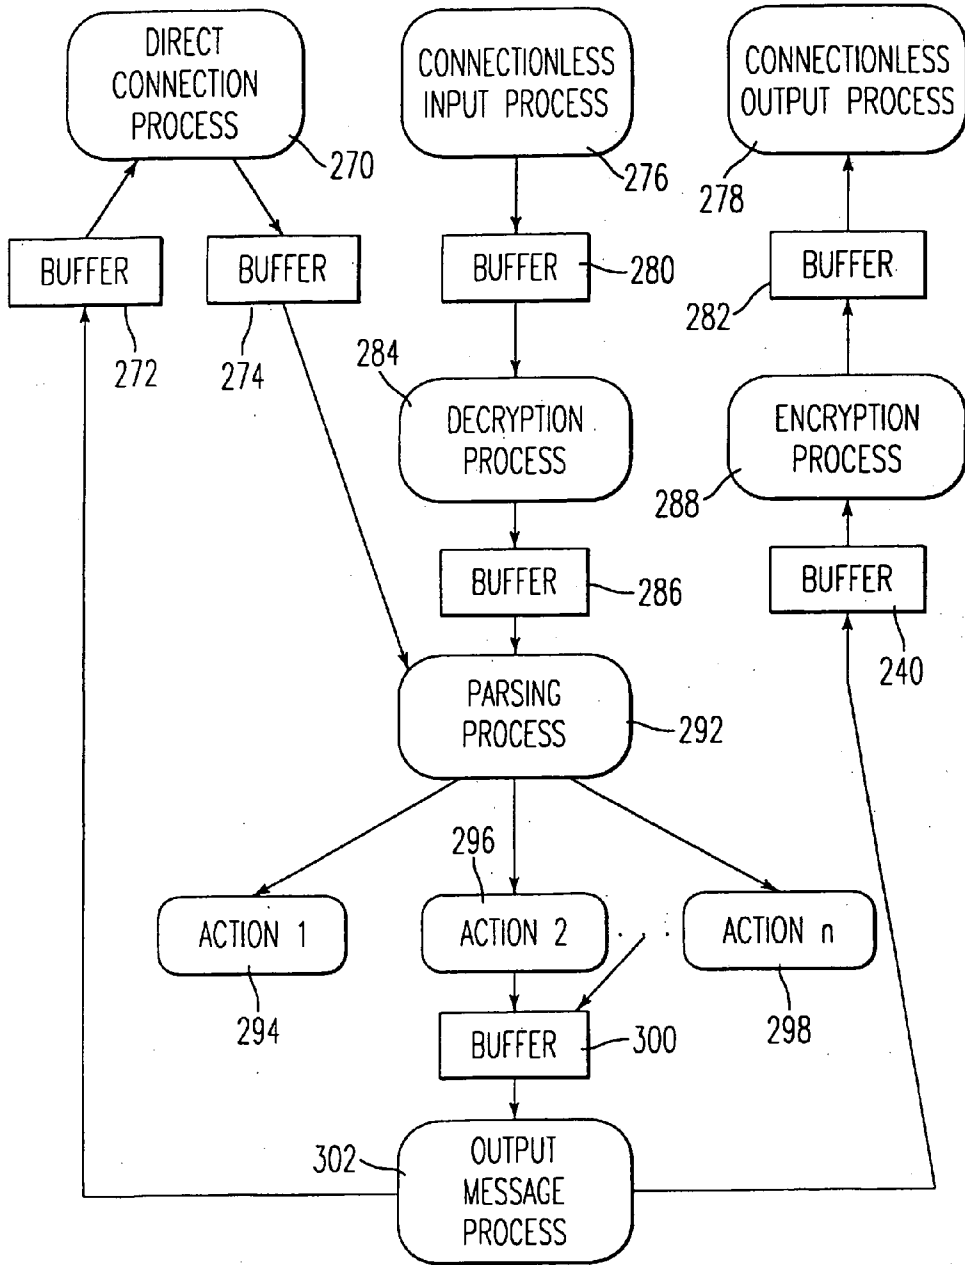 DIRECT
CONNECTION
PROCESS
270
CONNECTIONLESS
INPUT PROCESS
276
CONNECTIONLESS
OUTPUT PROCESS
278
BUFFER
272
BUFFER
274
BUFFER
280
BUFFER
282
284
DECRYPTION
PROCESS
ENCRYPTION
PROCESS
288
BUFFER
286
BUFFER
240
PARSING
PROCESS
292
ACTION 1
294
296
ACTION 2
. . .
ACTION n
298
BUFFER
300
302
OUTPUT
MESSAGE
PROCESS